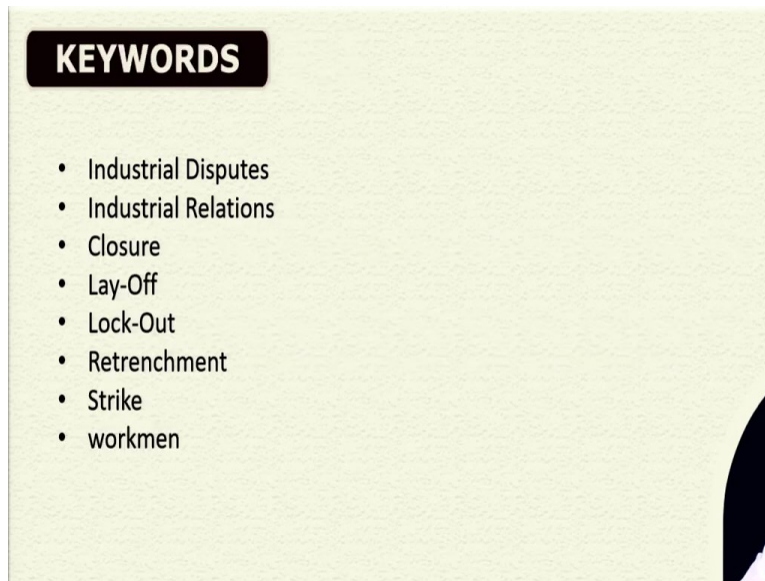 KEYWORDS
• Industrial Disputes
• Industrial Relations
• Closure
• Lay-Off
• Lock-Out
• Retrenchment
• Strike
• workmen